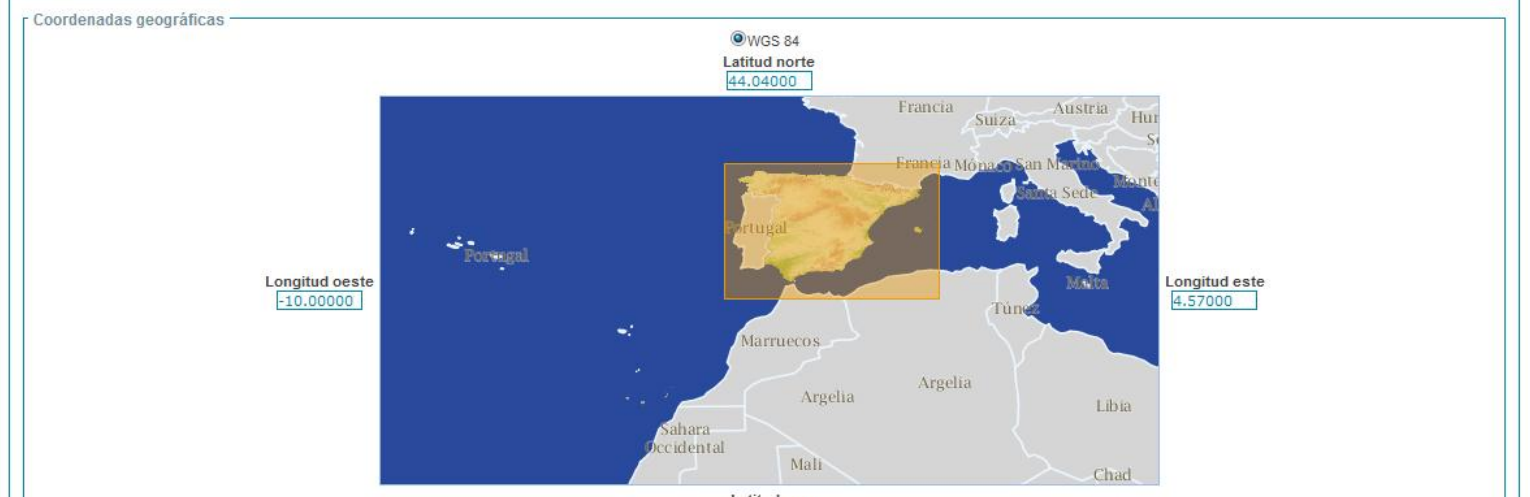 Coordenadas geográficas
WGS 84
Latitud norte
44.04000
Francia
Suiza
Austria
Francia
Mónaco
San Marino
Santa Sede
Portugal
Portugal
Longitud oeste
-10.00000
Malta
Longitud este
4.57000
Túnez
Marruecos
Argelia
Argelia
Libia
Sahara
Occidental
Mali
Chad